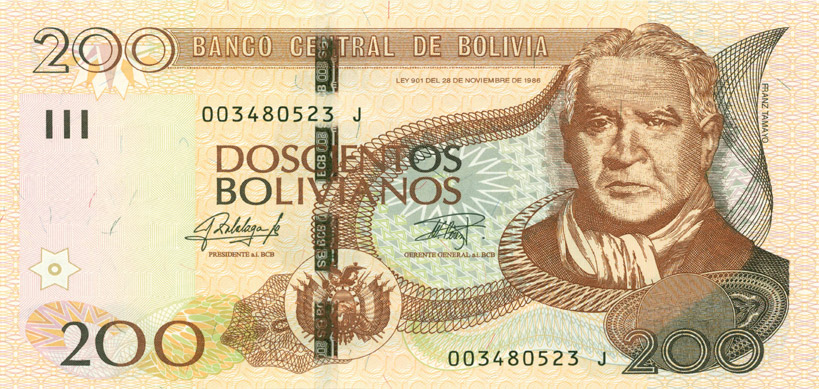 200 BANCO CENTRAL DE BOLIVIA
LEY 901 DEL 28 DE NOVIEMBRE DE 1986
FRANZ TAMAYO
III
003480523 J
DOSCIENTOS
BOLIVIANOS
PRESIDENTE a.i. BCB
GERENTE GENERAL a.i. BCB
200
003480523 J
200